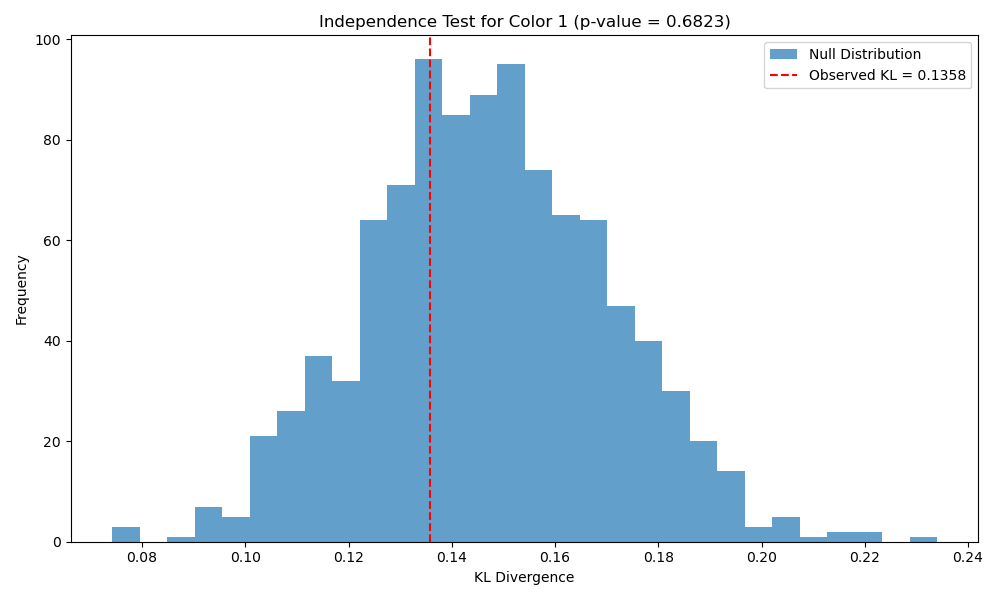 Independence Test for Color 1 (p-value = 0.6823)
Null Distribution
Observed KL = 0.1358
Frequency
100
80
60
40
20
0
0.08 0.10 0.12 0.14 0.16 0.18 0.20 0.22 0.24
KL Divergence